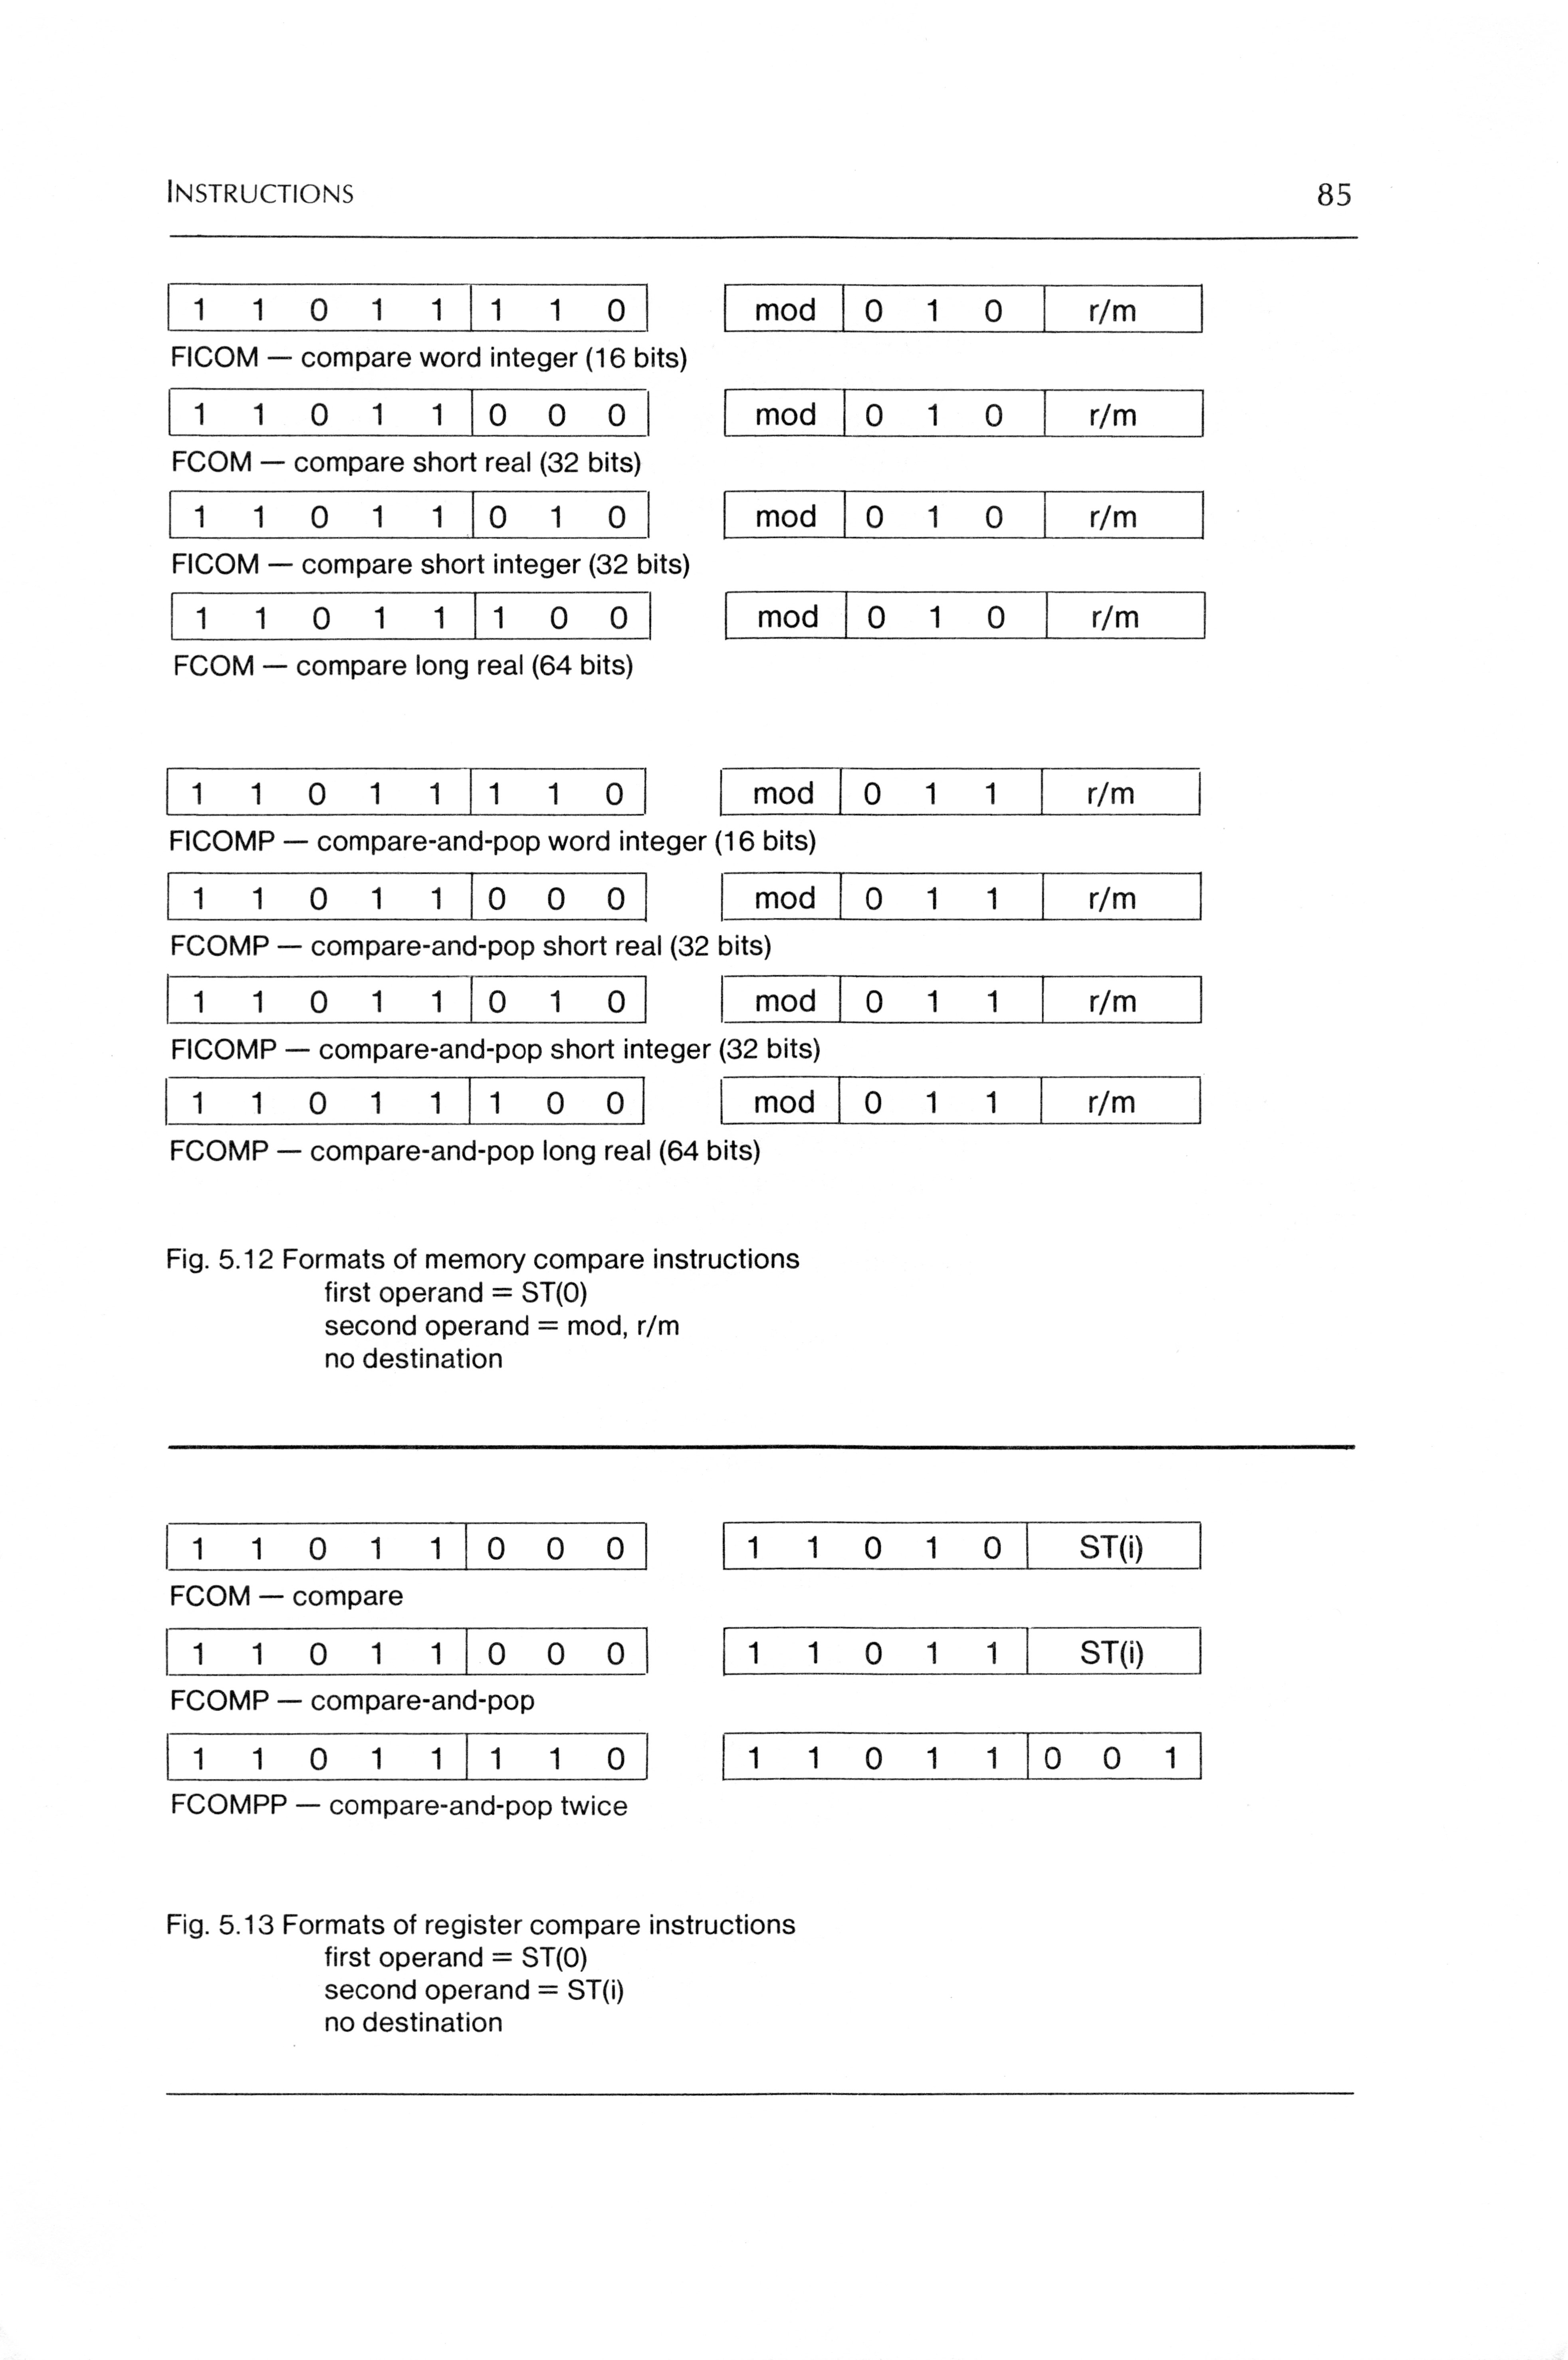 INSTRUCTIONS 85
1 1 0 1 1 1 1 0 mod 0 1 0 r/m
FICOM — compare word integer (16 bits)
1 1 0 1 1 0 0 0 mod 0 1 0 r/m
FCOM — compare short real (32 bits)
1 1 0 1 1 0 1 0 mod 0 1 0 r/m
FICOM — compare short integer (32 bits)
1 1 0 1 1 1 0 0 mod 0 1 0 r/m
FCOM — compare long real (64 bits)
1 1 0 1 1 1 1 0 mod 0 1 1 r/m
FICOMP — compare-and-pop word integer (16 bits)
1 1 0 1 1 0 0 0 mod 0 1 1 r/m
FCOMP — compare-and-pop short real (32 bits)
1 1 0 1 1 0 1 0 mod 0 1 1 r/m
FICOMP — compare-and-pop short integer (32 bits)
1 1 0 1 1 1 0 0 mod 0 1 1 r/m
FCOMP — compare-and-pop long real (64 bits)
Fig. 5.12 Formats of memory compare instructions
first operand = ST(0)
second operand = mod, r/m
no destination
1 1 0 1 1 0 0 0 1 1 0 1 0 ST(i)
FCOM — compare
1 1 0 1 1 0 0 0 1 1 0 1 1 ST(i)
FCOMP — compare-and-pop
1 1 0 1 1 1 1 0 1 1 0 1 1 0 0 1
FCOMPP — compare-and-pop twice
Fig. 5.13 Formats of register compare instructions
first operand = ST(0)
second operand = ST(i)
no destination